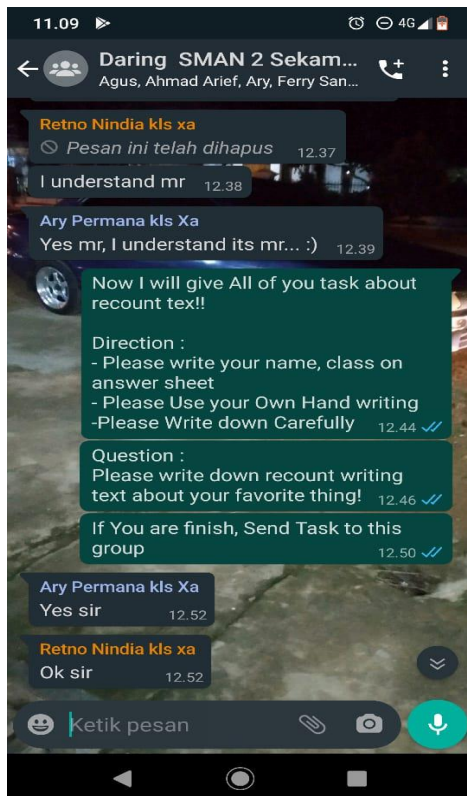 11.09
4G
Daring SMAN 2 Sekam...
Agus, Ahmad Arief, Ary, Ferry San...
Retno Nindia kls xa
Pesan ini telah dihapus 12.37
I understand mr 12.38
Ary Permana kls Xa
Yes mr, I understand its mr... :) 12.39
Now I will give All of you task about
recount tex!!
Direction :
- Please write your name, class on
answer sheet
- Please Use your Own Hand writing
-Please Write down Carefully 12.44
Question :
Please write down recount writing
text about your favorite thing! 12.46
If You are finish, Send Task to this
group 12.50
Ary Permana kls Xa
Yes sir 12.52
Retno Nindia kls xa
Ok sir 12.52
Ketik pesan